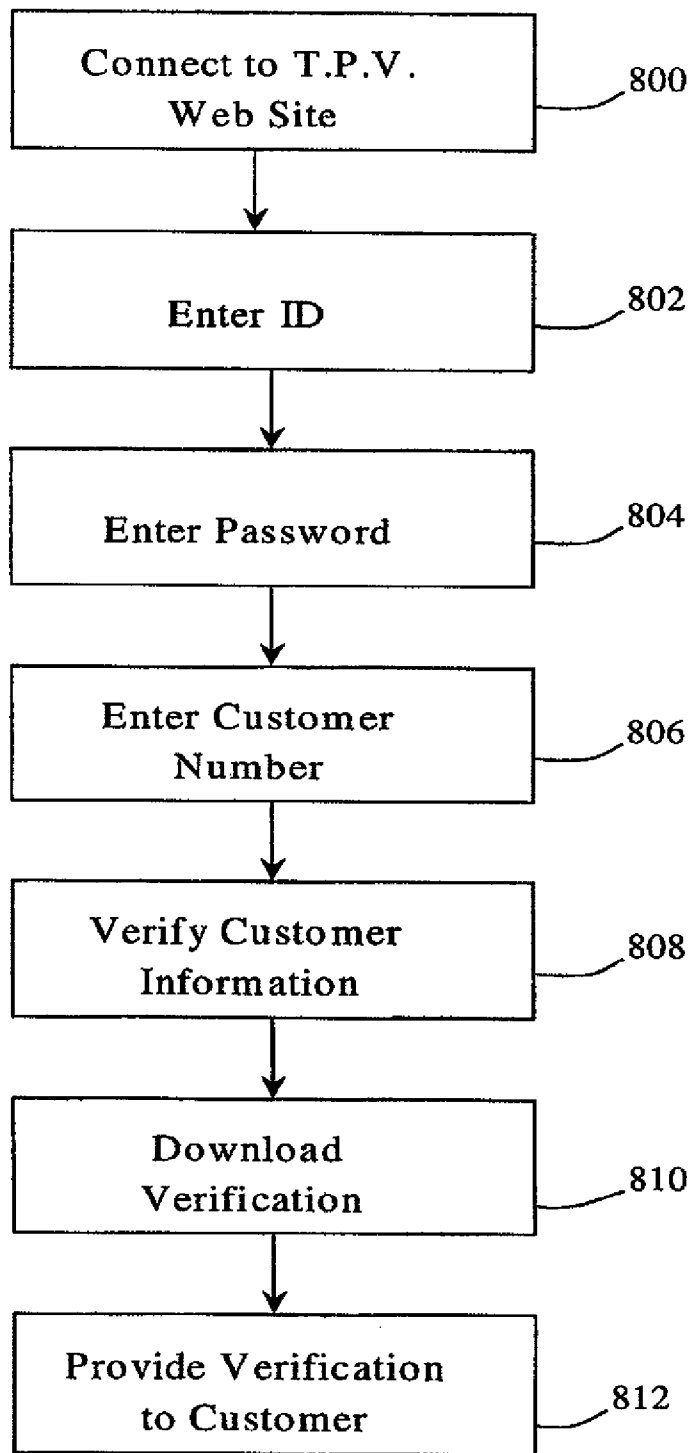 Connect to T.P.V.
Web Site
800
Enter ID
802
Enter Password
804
Enter Customer
Number
806
Verify Customer
Information
808
Download
Verification
810
Provide Verification
to Customer
812